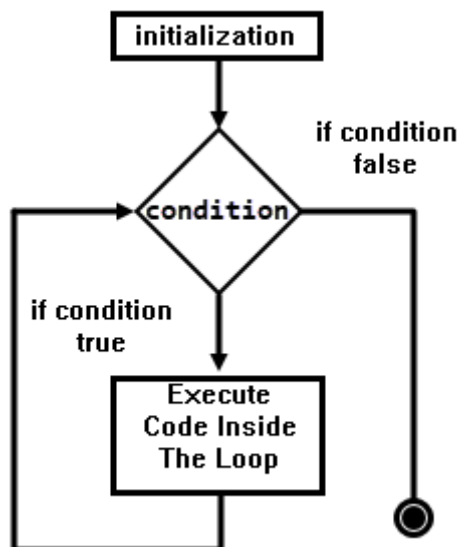 initialization
if condition
false
condition
if condition
true
Execute
Code Inside
The Loop